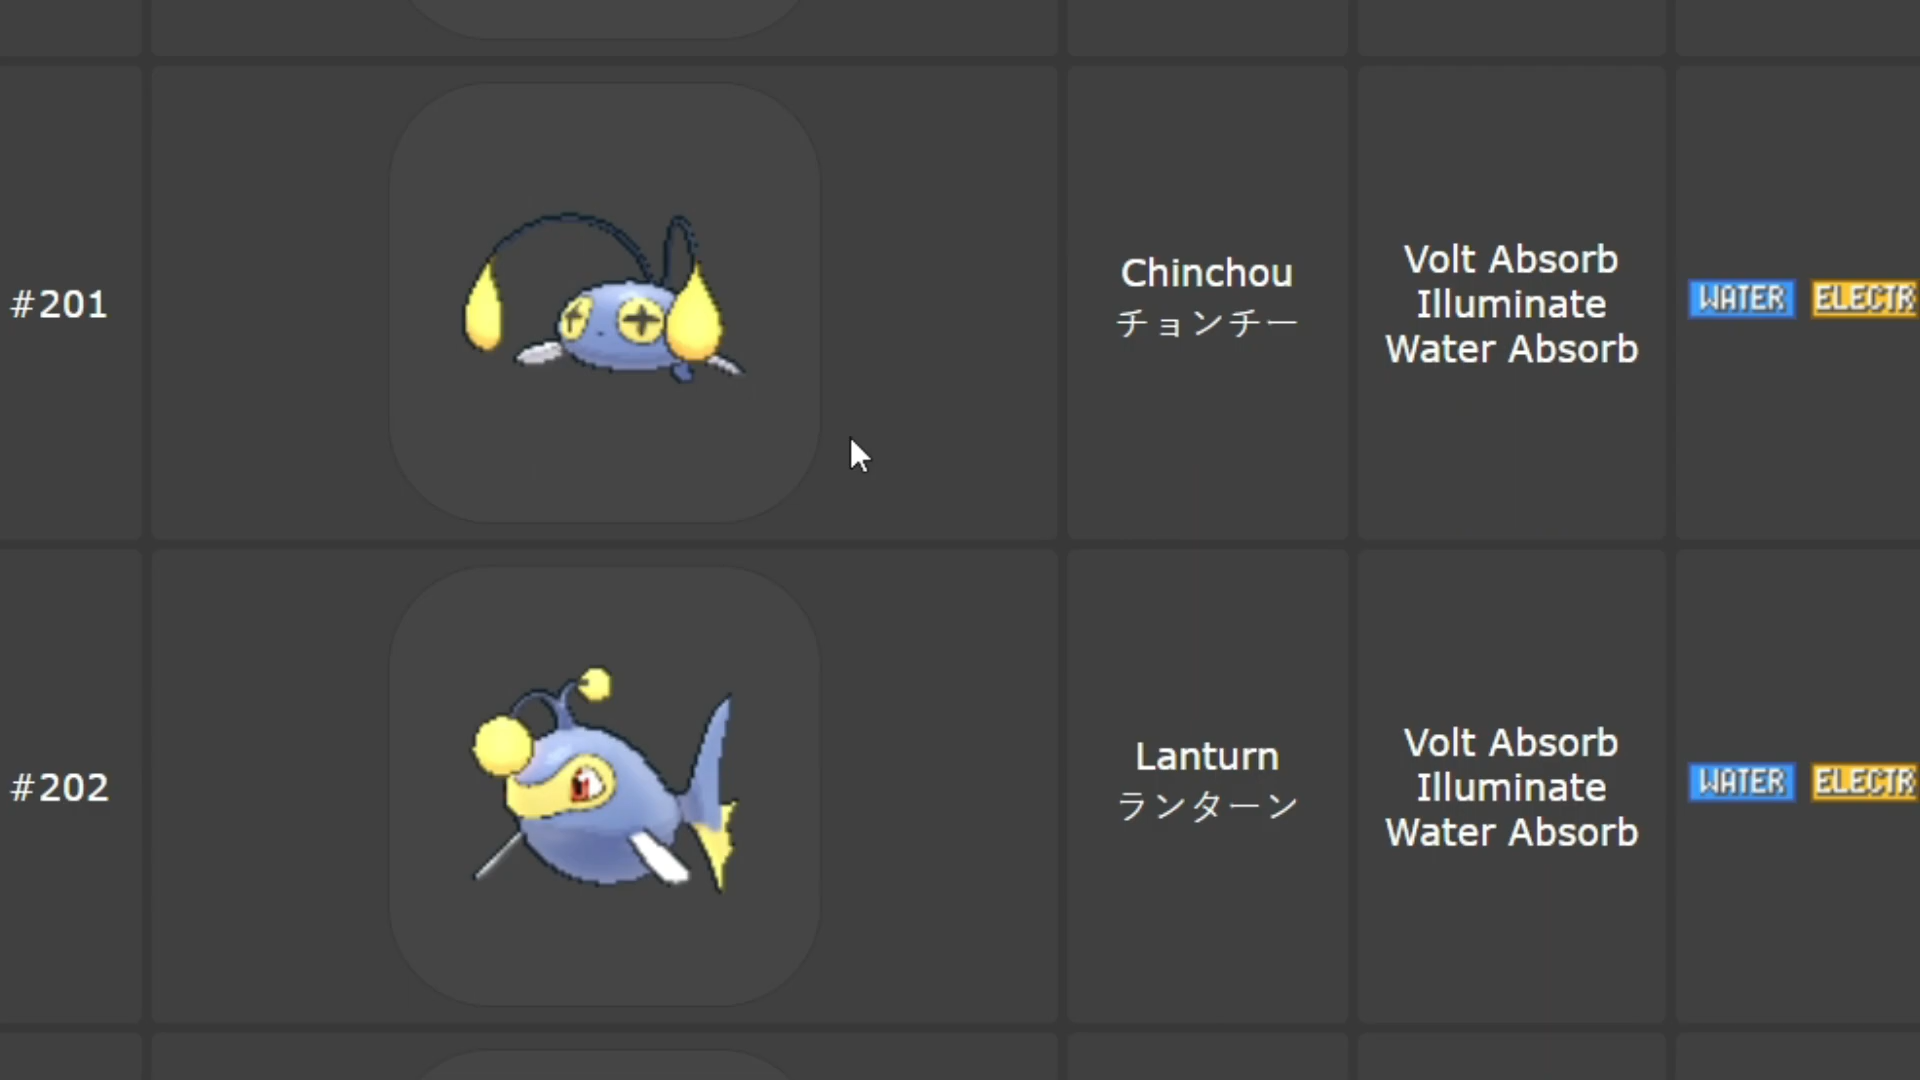 #201
Chinchou
チョンチー
Volt Absorb
Illuminate
Water Absorb
WATER ELECTR
#202
Lanturn
ランターン
Volt Absorb
Illuminate
Water Absorb
WATER ELECTR